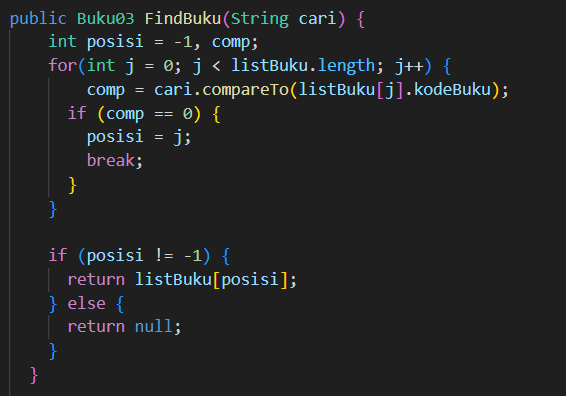 public Buku03 FindBuku(String cari) {
int posisi = -1, comp;
for(int j = 0; j < listBuku.length; j++) {
comp = cari.compareTo(listBuku[j].kodeBuku);
if (comp == 0) {
posisi = j;
break;
}
}
if (posisi != -1) {
return listBuku[posisi];
} else {
return null;
}
}